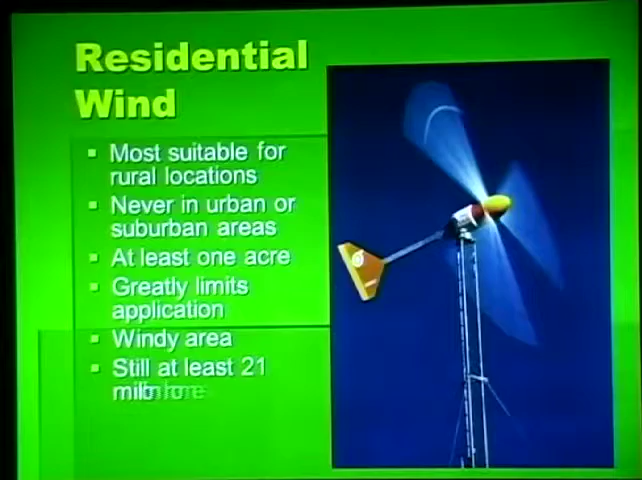 Residential
Wind
Most suitable for
rural locations
Never in urban or
suburban areas
At least one acre
Greatly limits
application
Windy area
Still at least 21